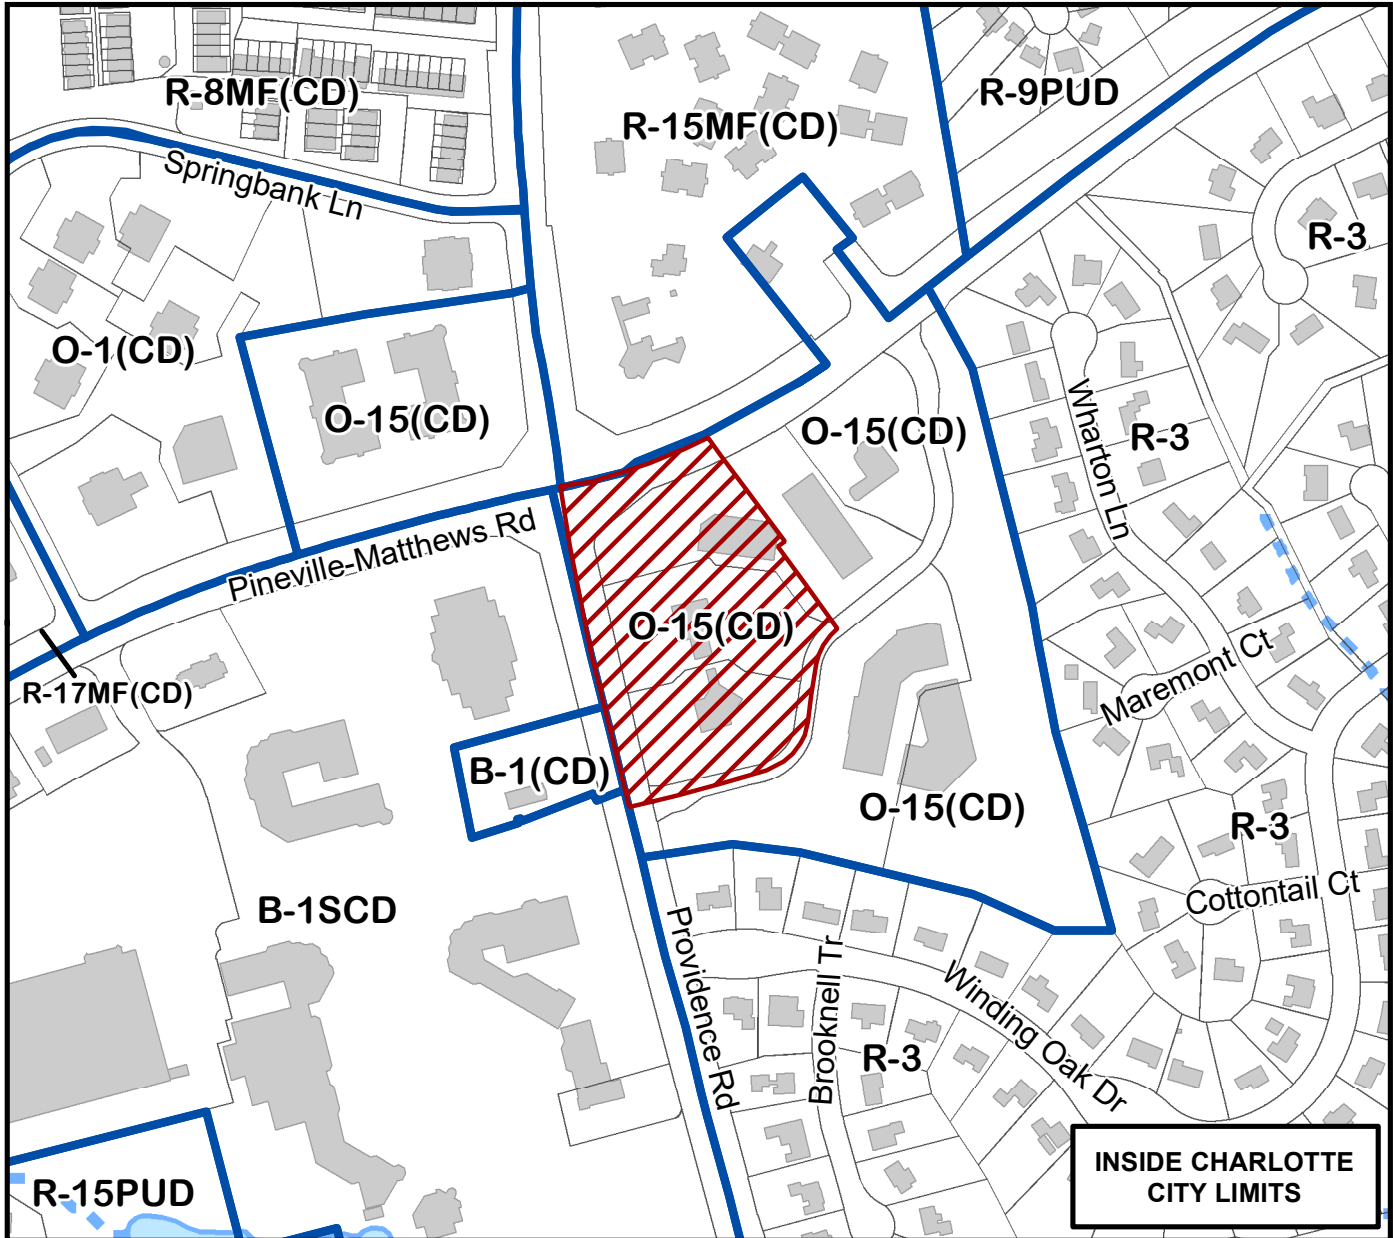 R-8MF(CD)
R-15MF(CD)
R-9PUD
Springbank Ln
R-3
O-1(CD)
O-15(CD)
O-15(CD)
Wharton Ln
R-3
Pineville-Matthews Rd
O-15(CD)
R-17MF(CD)
Maremont Ct
B-1(CD)
O-15(CD)
R-3
Cottontail Ct
B-1SCD
Providence Rd
Brooknell Tr
Winding Oak Dr
R-3
R-15PUD
INSIDE CHARLOTTE
CITY LIMITS